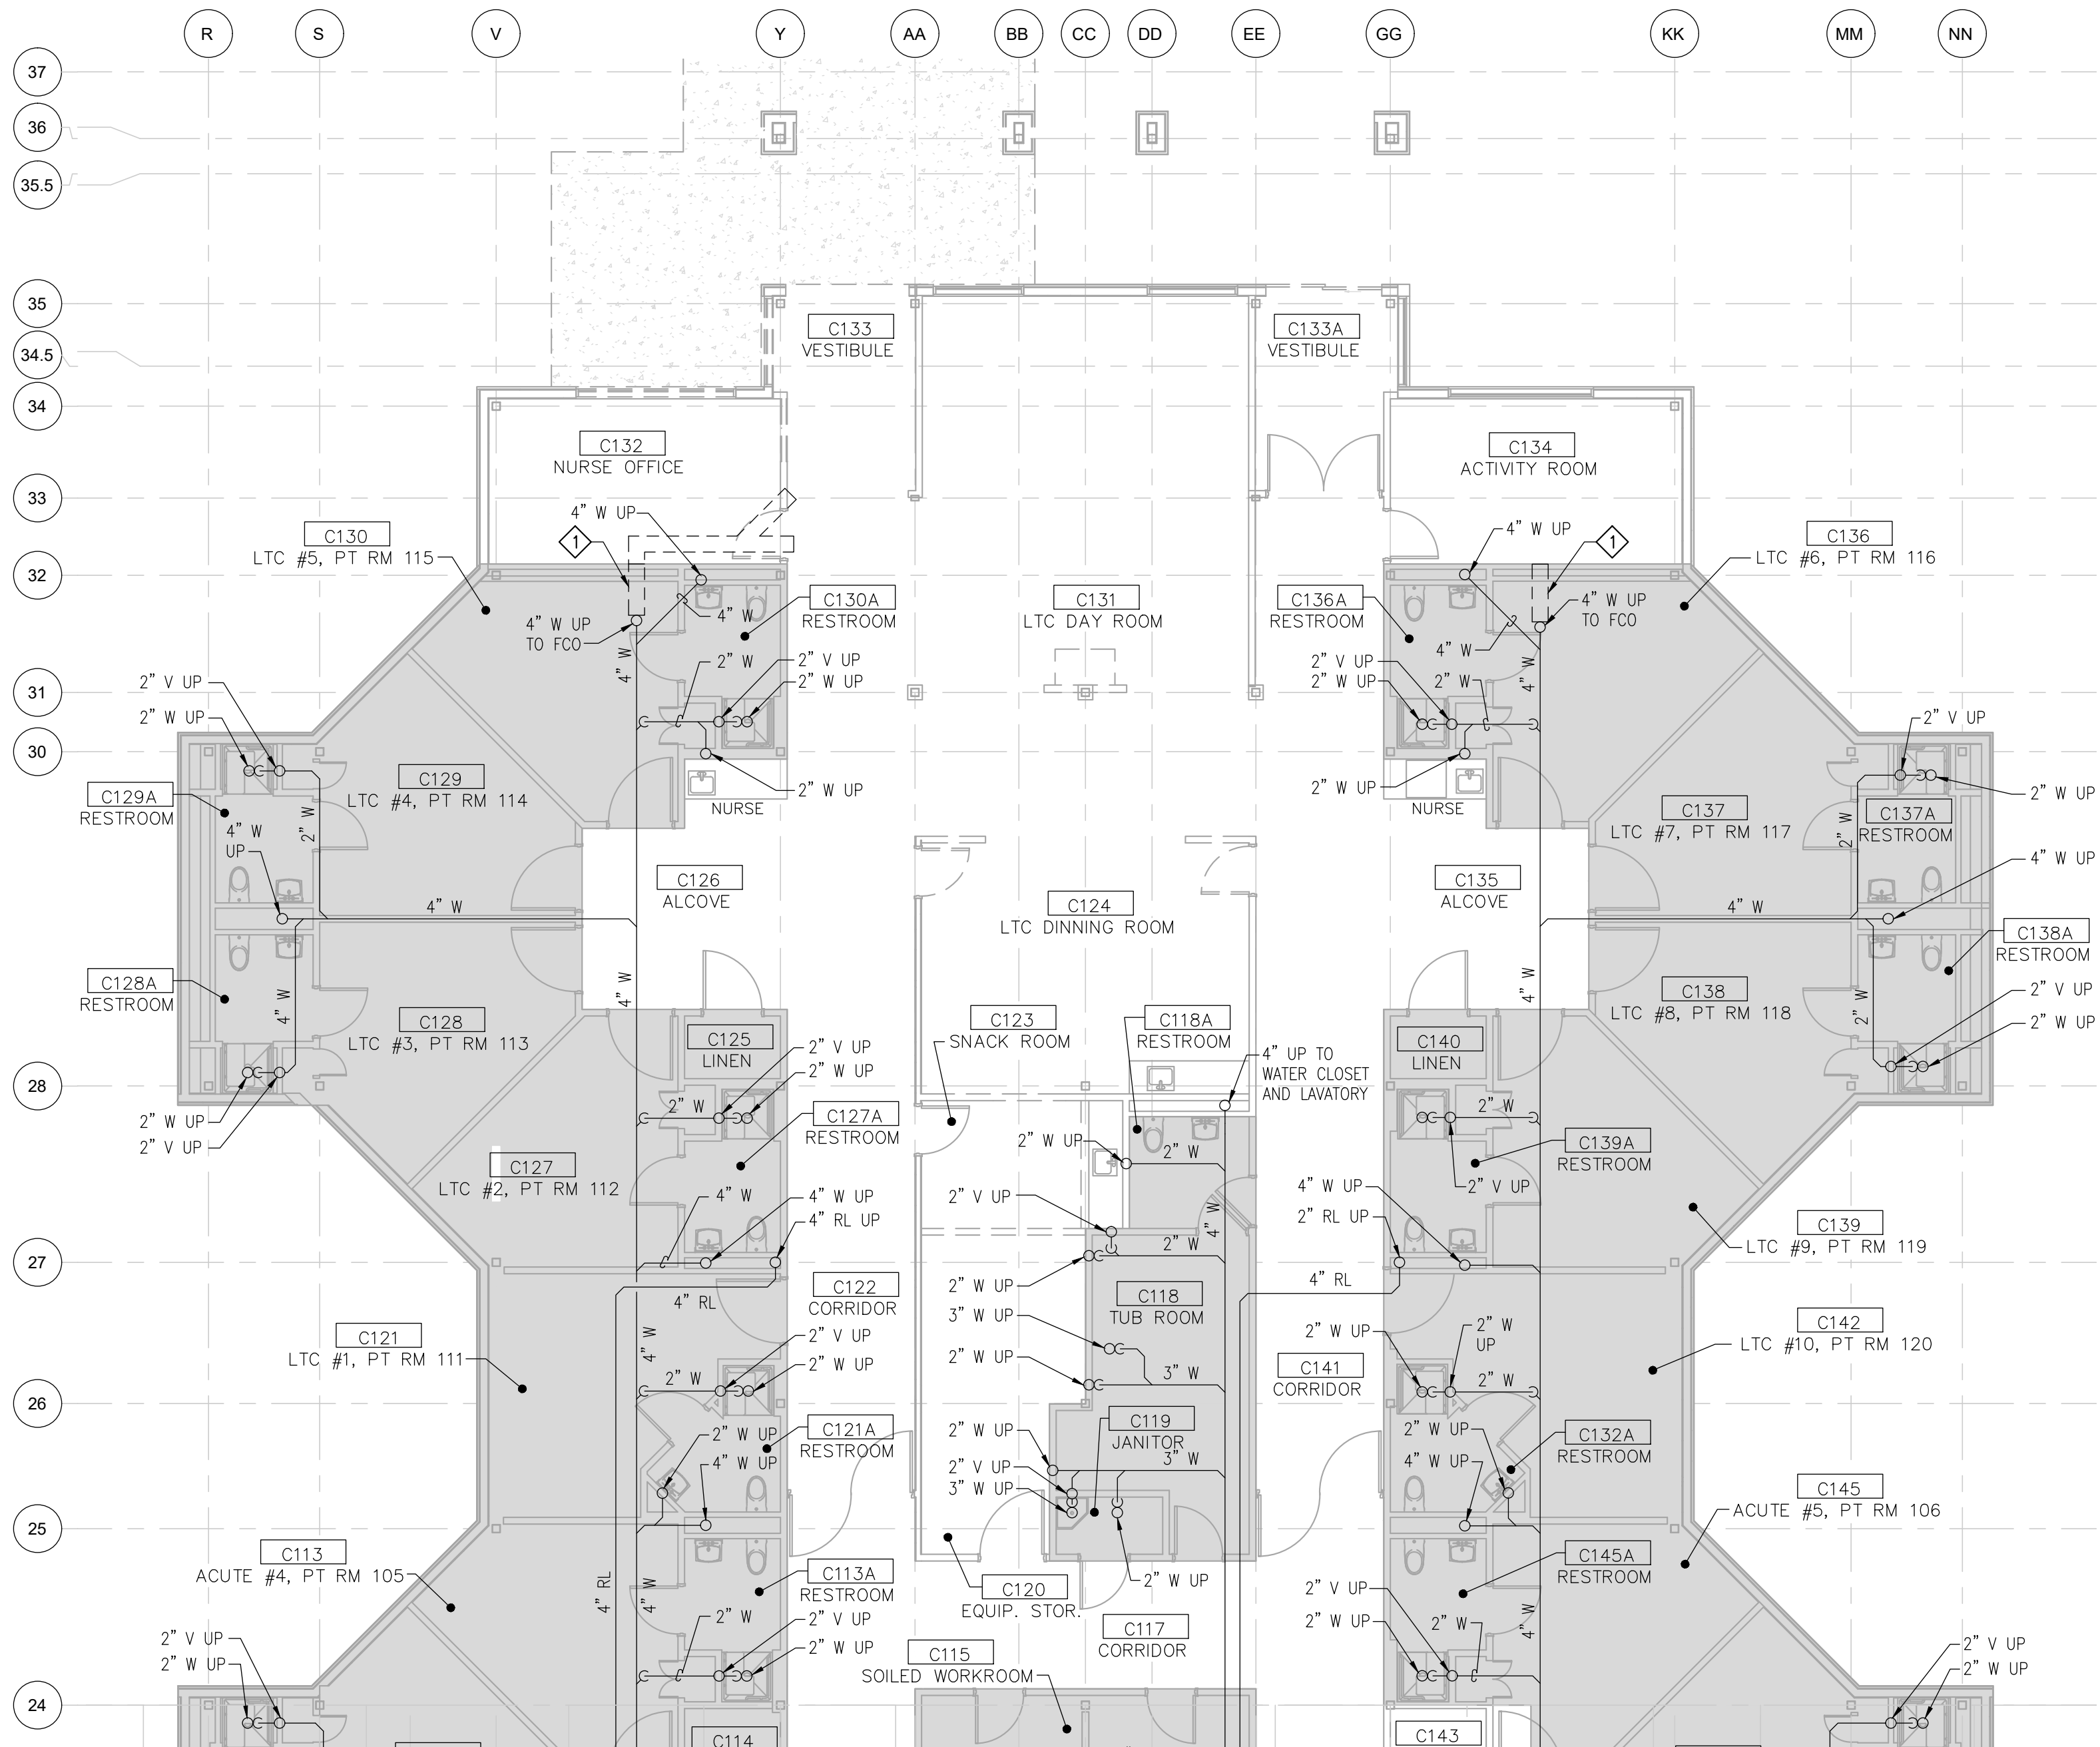 R
S
V
Y
AA
BB
CC
DD
EE
GG
KK
MM
NN
37
36
35.5
35
34.5
34
33
32
31
30
28
27
26
25
24
C133
VESTIBULE
C133A
VESTIBULE
C132
NURSE OFFICE
C134
ACTIVITY ROOM
4" W UP
1
C130
LTC #5, PT RM 115
4" W UP
1
C136
LTC #6, PT RM 116
C130A
RESTROOM
4" W
4" W UP
TO FCO
4" W
2" W
2" V UP
2" W UP
C131
LTC DAY ROOM
C136A
RESTROOM
4" W UP
TO FCO
4" W
4" W
2" V UP
2" W UP
2" W
2" V UP
2" W UP
2" V UP
2" W UP
C129
LTC #4, PT RM 114
C129A
RESTROOM
4" W
UP
2" W
2" W UP
NURSE
2" W UP
NURSE
C137
LTC #7, PT RM 117
C137A
RESTROOM
2" W
4" W UP
4" W
C126
ALCOVE
C124
LTC DINNING ROOM
C135
ALCOVE
4" W
C138A
RESTROOM
C128A
RESTROOM
4" W
4" W
C128
LTC #3, PT RM 113
C125
LINEN
2" V UP
2" W UP
C123
SNACK ROOM
C118A
RESTROOM
4" UP TO
WATER CLOSET
AND LAVATORY
4" W
C140
LINEN
C138
LTC #8, PT RM 118
2" W
2" V UP
2" W UP
2" W UP
2" V UP
2" W
C127A
RESTROOM
C127
LTC #2, PT RM 112
4" W
4" W UP
4" RL UP
2" W UP
2" W
2" V UP
4" W
2" W
2" W
C139A
RESTROOM
2" V UP
4" W UP
2" RL UP
C139
LTC #9, PT RM 119
4" RL
C122
CORRIDOR
4" W
2" W UP
3" W UP
2" W UP
C118
TUB ROOM
3" W
4" RL
C121
LTC #1, PT RM 111
2" V UP
2" W UP
2" W
2" W UP
2" W
UP
C141
CORRIDOR
2" W
C142
LTC #10, PT RM 120
2" W UP
4" W UP
C121A
RESTROOM
2" W UP
2" V UP
3" W UP
C119
JANITOR
3" W
2" W UP
4" W UP
C132A
RESTROOM
C145
ACUTE #5, PT RM 106
C113
ACUTE #4, PT RM 105
4" RL
4" W
C113A
RESTROOM
2" W
2" V UP
2" W UP
C120
EQUIP. STOR.
2" W UP
C117
CORRIDOR
C115
SOILED WORKROOM
C145A
RESTROOM
2" V UP
2" W UP
2" W
4" W
2" V UP
2" W UP
2" V UP
2" W UP
C114
C143